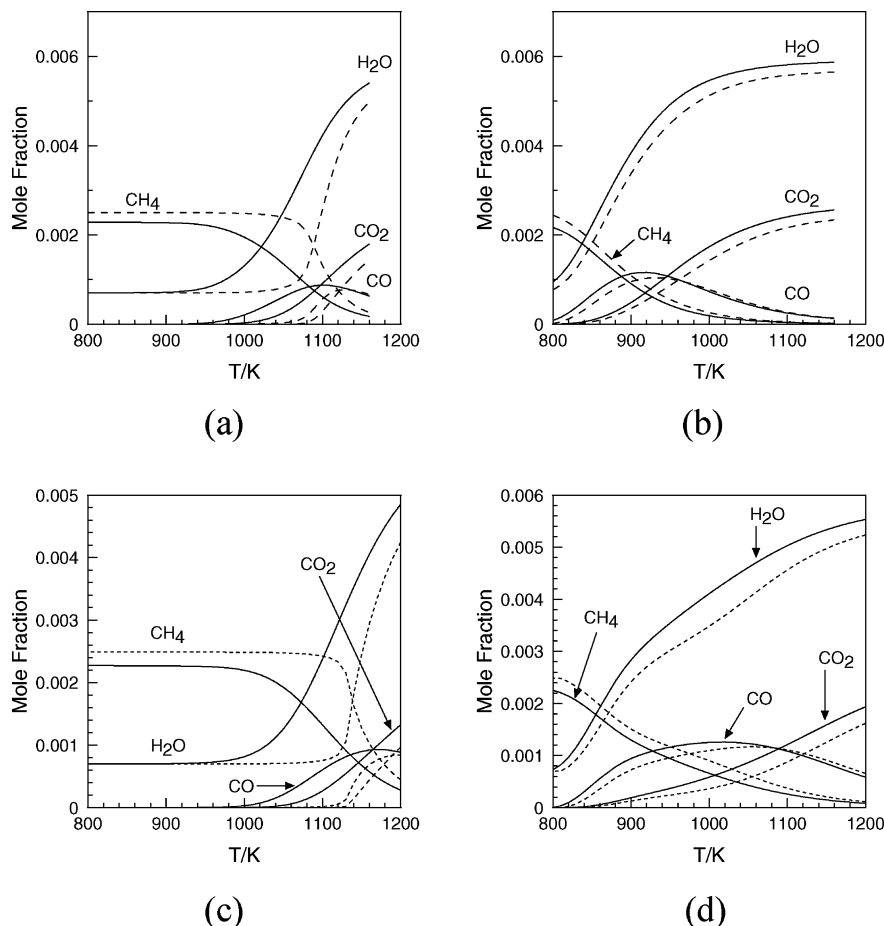 0.006
0.004
0.002
0
Mole Fraction
H2O
CH4
CO2
CO
800 900 1000 1100 1200
T/K
(a)
0.006
0.004
0.002
0
Mole Fraction
H2O
CO2
CH4
CO
800 900 1000 1100 1200
T/K
(b)
0.005
0.004
0.003
0.002
0.001
0
Mole Fraction
CO2
CH4
H2O
CO
800 900 1000 1100 1200
T/K
(c)
0.006
0.005
0.004
0.003
0.002
0.001
0
Mole Fraction
H2O
CH4
CO2
CO
800 900 1000 1100 1200
T/K
(d)